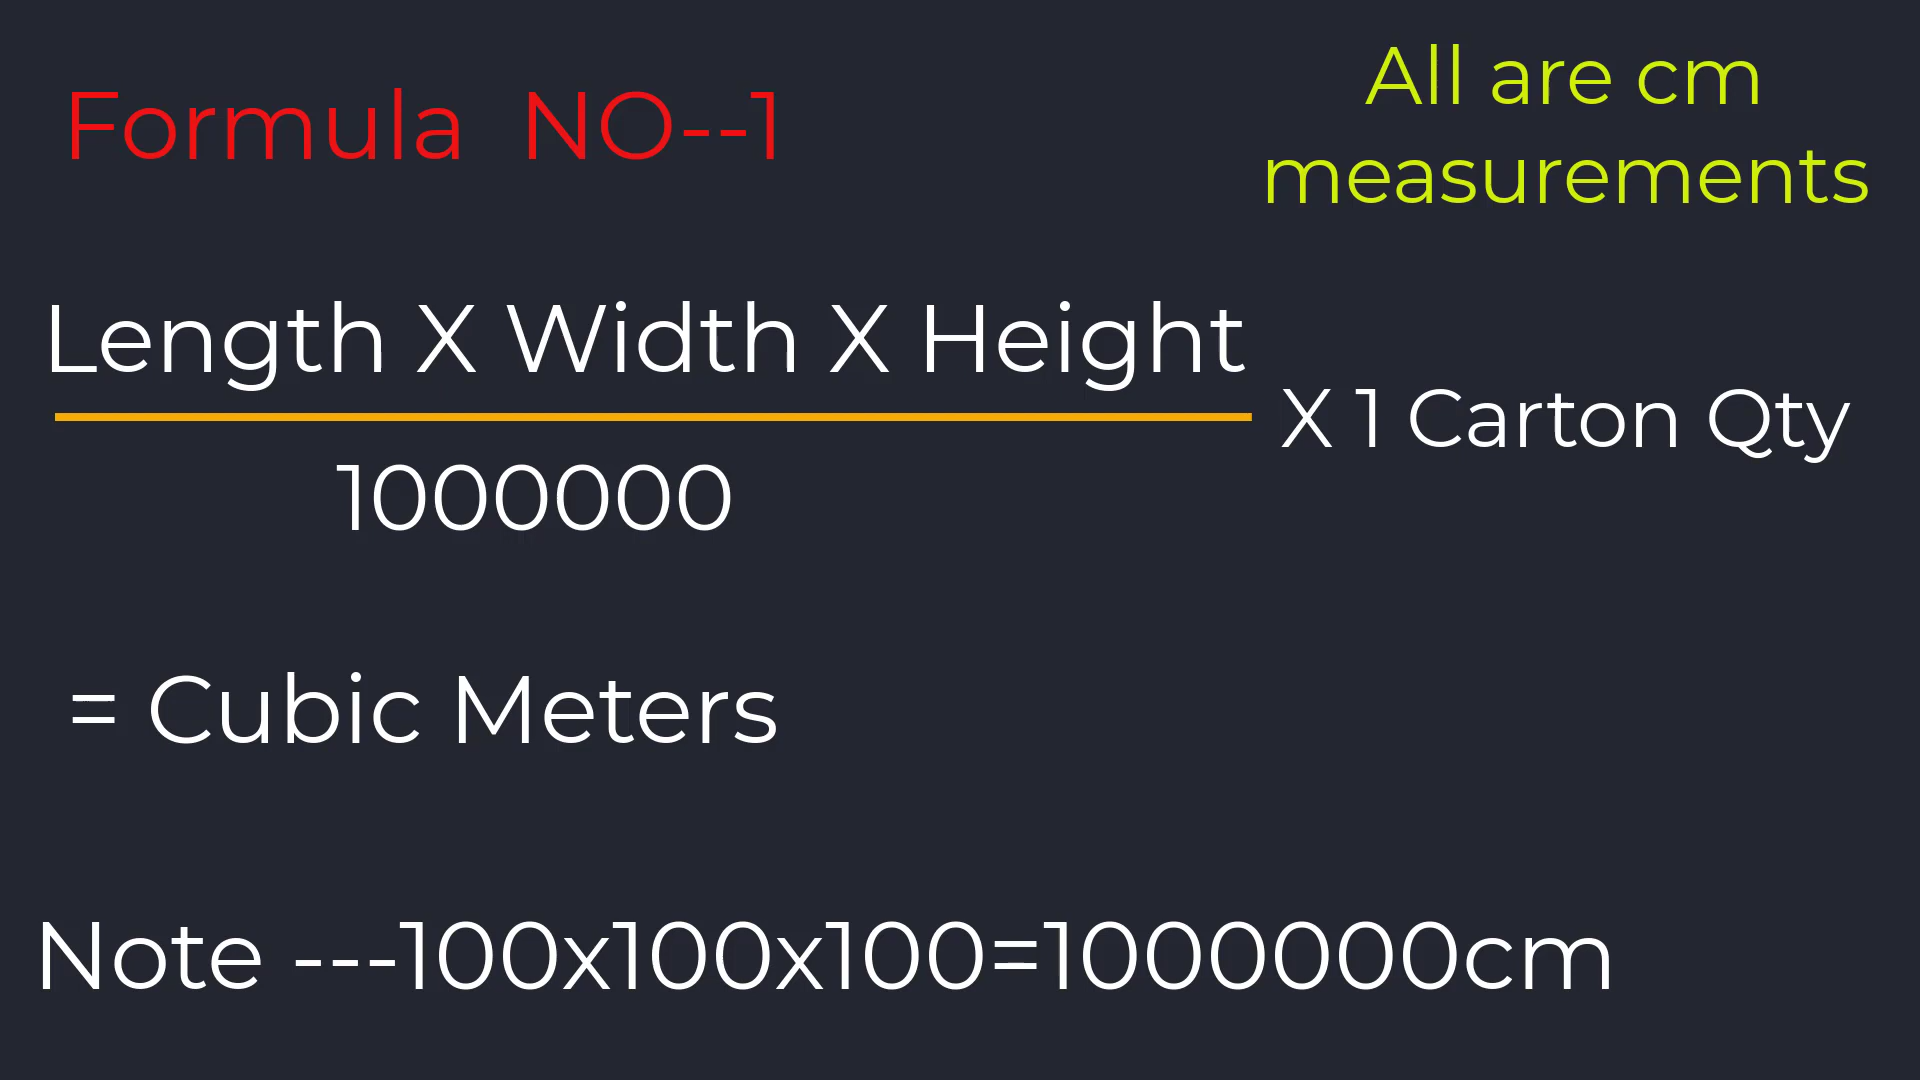 Formula NO--1
All are cm
measurements
Length X Width X Height
X 1 Carton Qty
1000000
= Cubic Meters
Note ---100x100x100=1000000cm